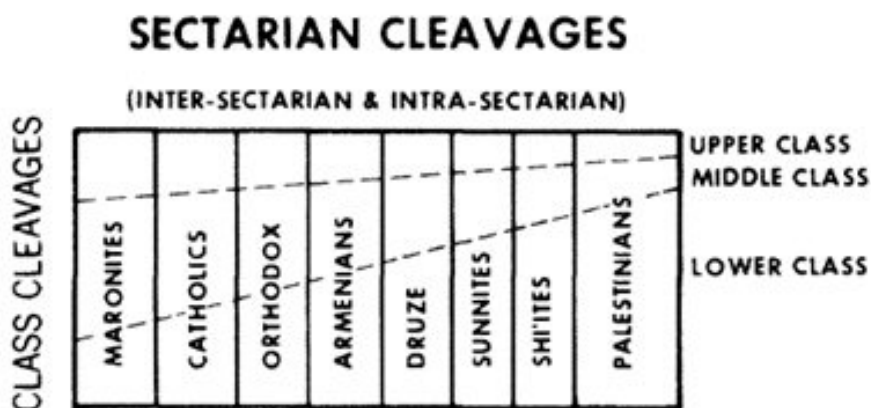 SECTARIAN CLEAVAGES
(INTER-SECTARIAN & INTRA-SECTARIAN)
CLASS CLEAVAGES
MARONITES
CATHOLICS
ORTHODOX
ARMENIANS
DRUZE
SUNNITES
SHI'ITES
PALESTINIANS
UPPER CLASS
MIDDLE CLASS
LOWER CLASS